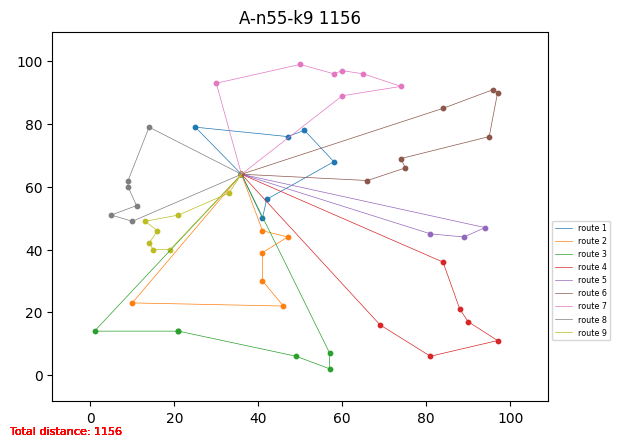 A-n55-k9 1156
100
80
60
40
20
0
0 20 40 60 80 100
route 1
route 2
route 3
route 4
route 5
route 6
route 7
route 8
route 9
Total distance: 1156